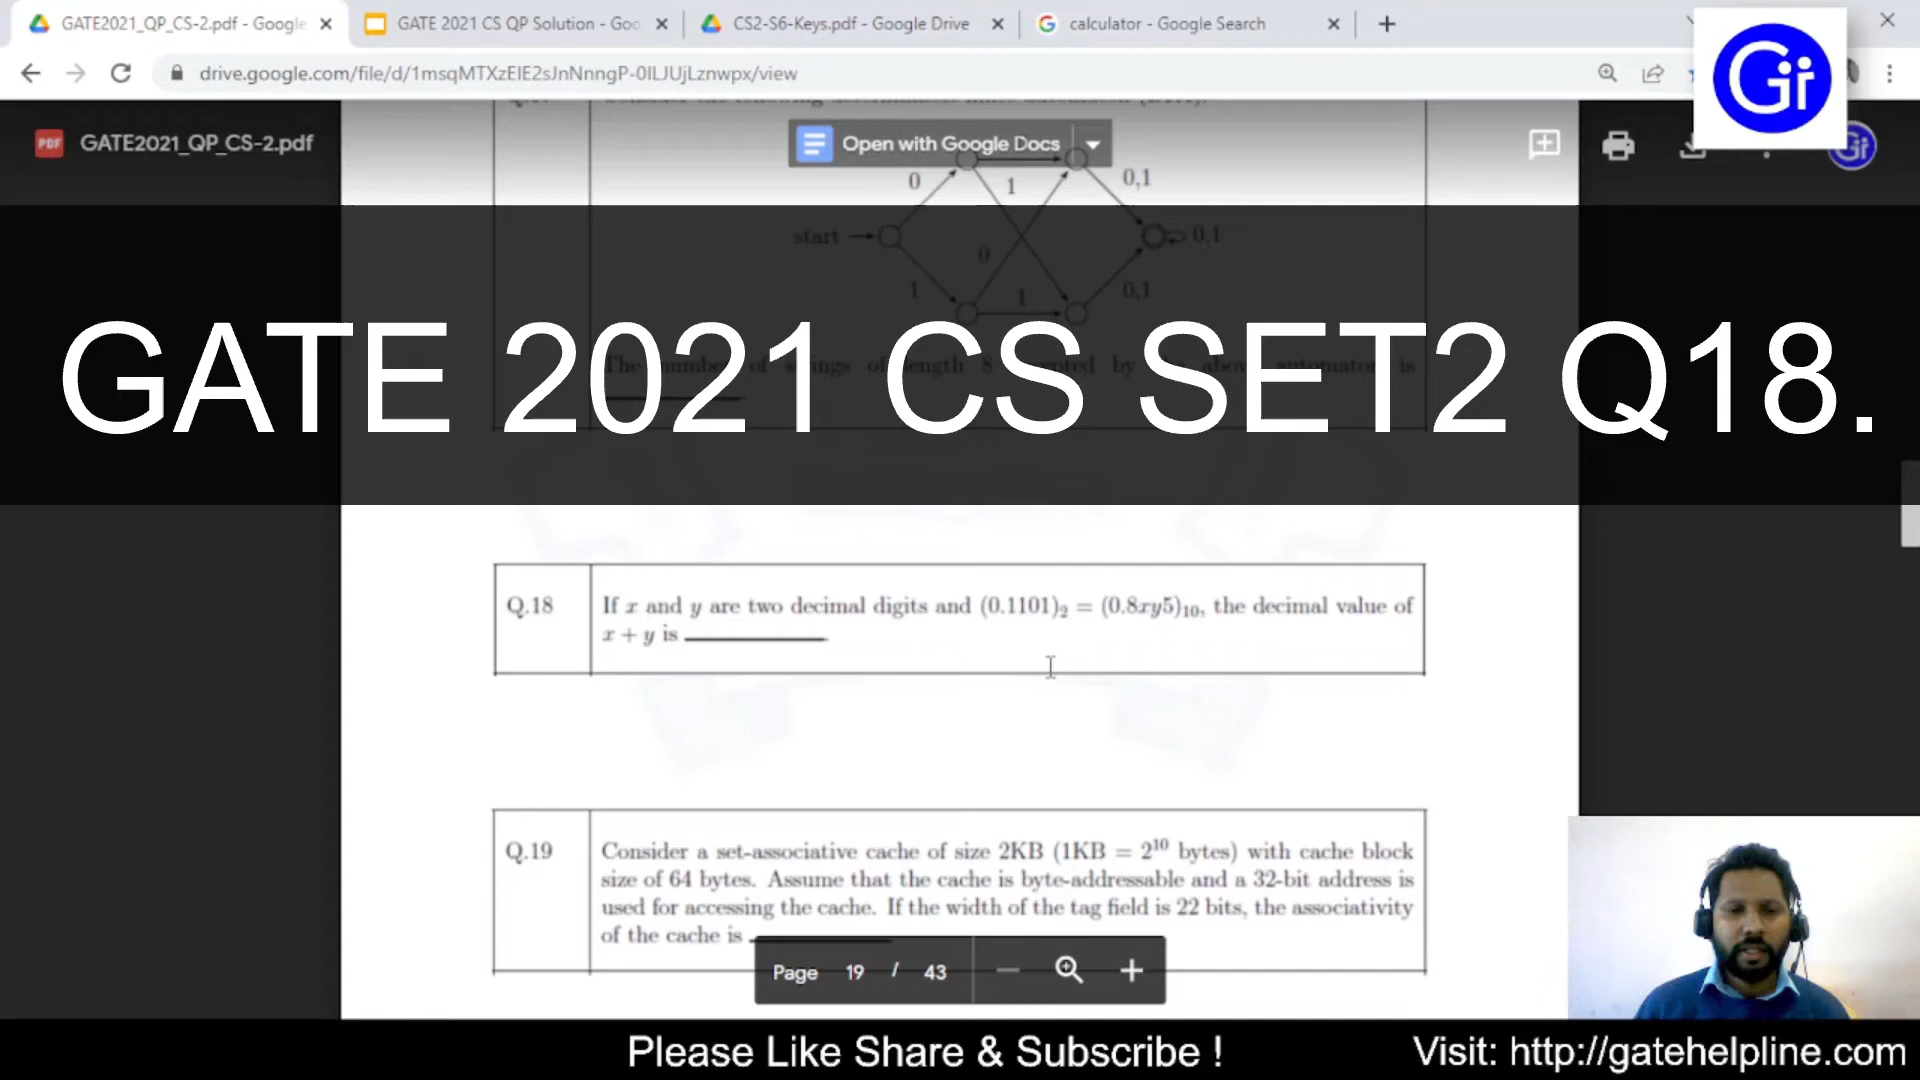 GATE2021_QP_CS-2.pdf - Google
GATE 2021 CS QP Solution - Goo
CS2-S6-Keys.pdf - Google Drive
calculator - Google Search
drive.google.com/file/d/1msqMTXzEIE2sJnNnngP-0ILJUjLznwpx/view
Gr
PDF
GATE2021_QP_CS-2.pdf
Open with Google Docs
0
1
0,1
start
0
0,1
1
1
0,1
GATE 2021 CS SET2 Q18.
Q.18
If x and y are two decimal digits and (0.1101)₂ = (0.8xy5)₁₀, the decimal value of
x + y is
Q.19
Consider a set-associative cache of size 2KB (1KB = 2¹⁰ bytes) with cache block
size of 64 bytes. Assume that the cache is byte-addressable and a 32-bit address is
used for accessing the cache. If the width of the tag field is 22 bits, the associativity
of the cache is
Page 19 / 43
Please Like Share & Subscribe !
Visit: http://gatehelpline.com